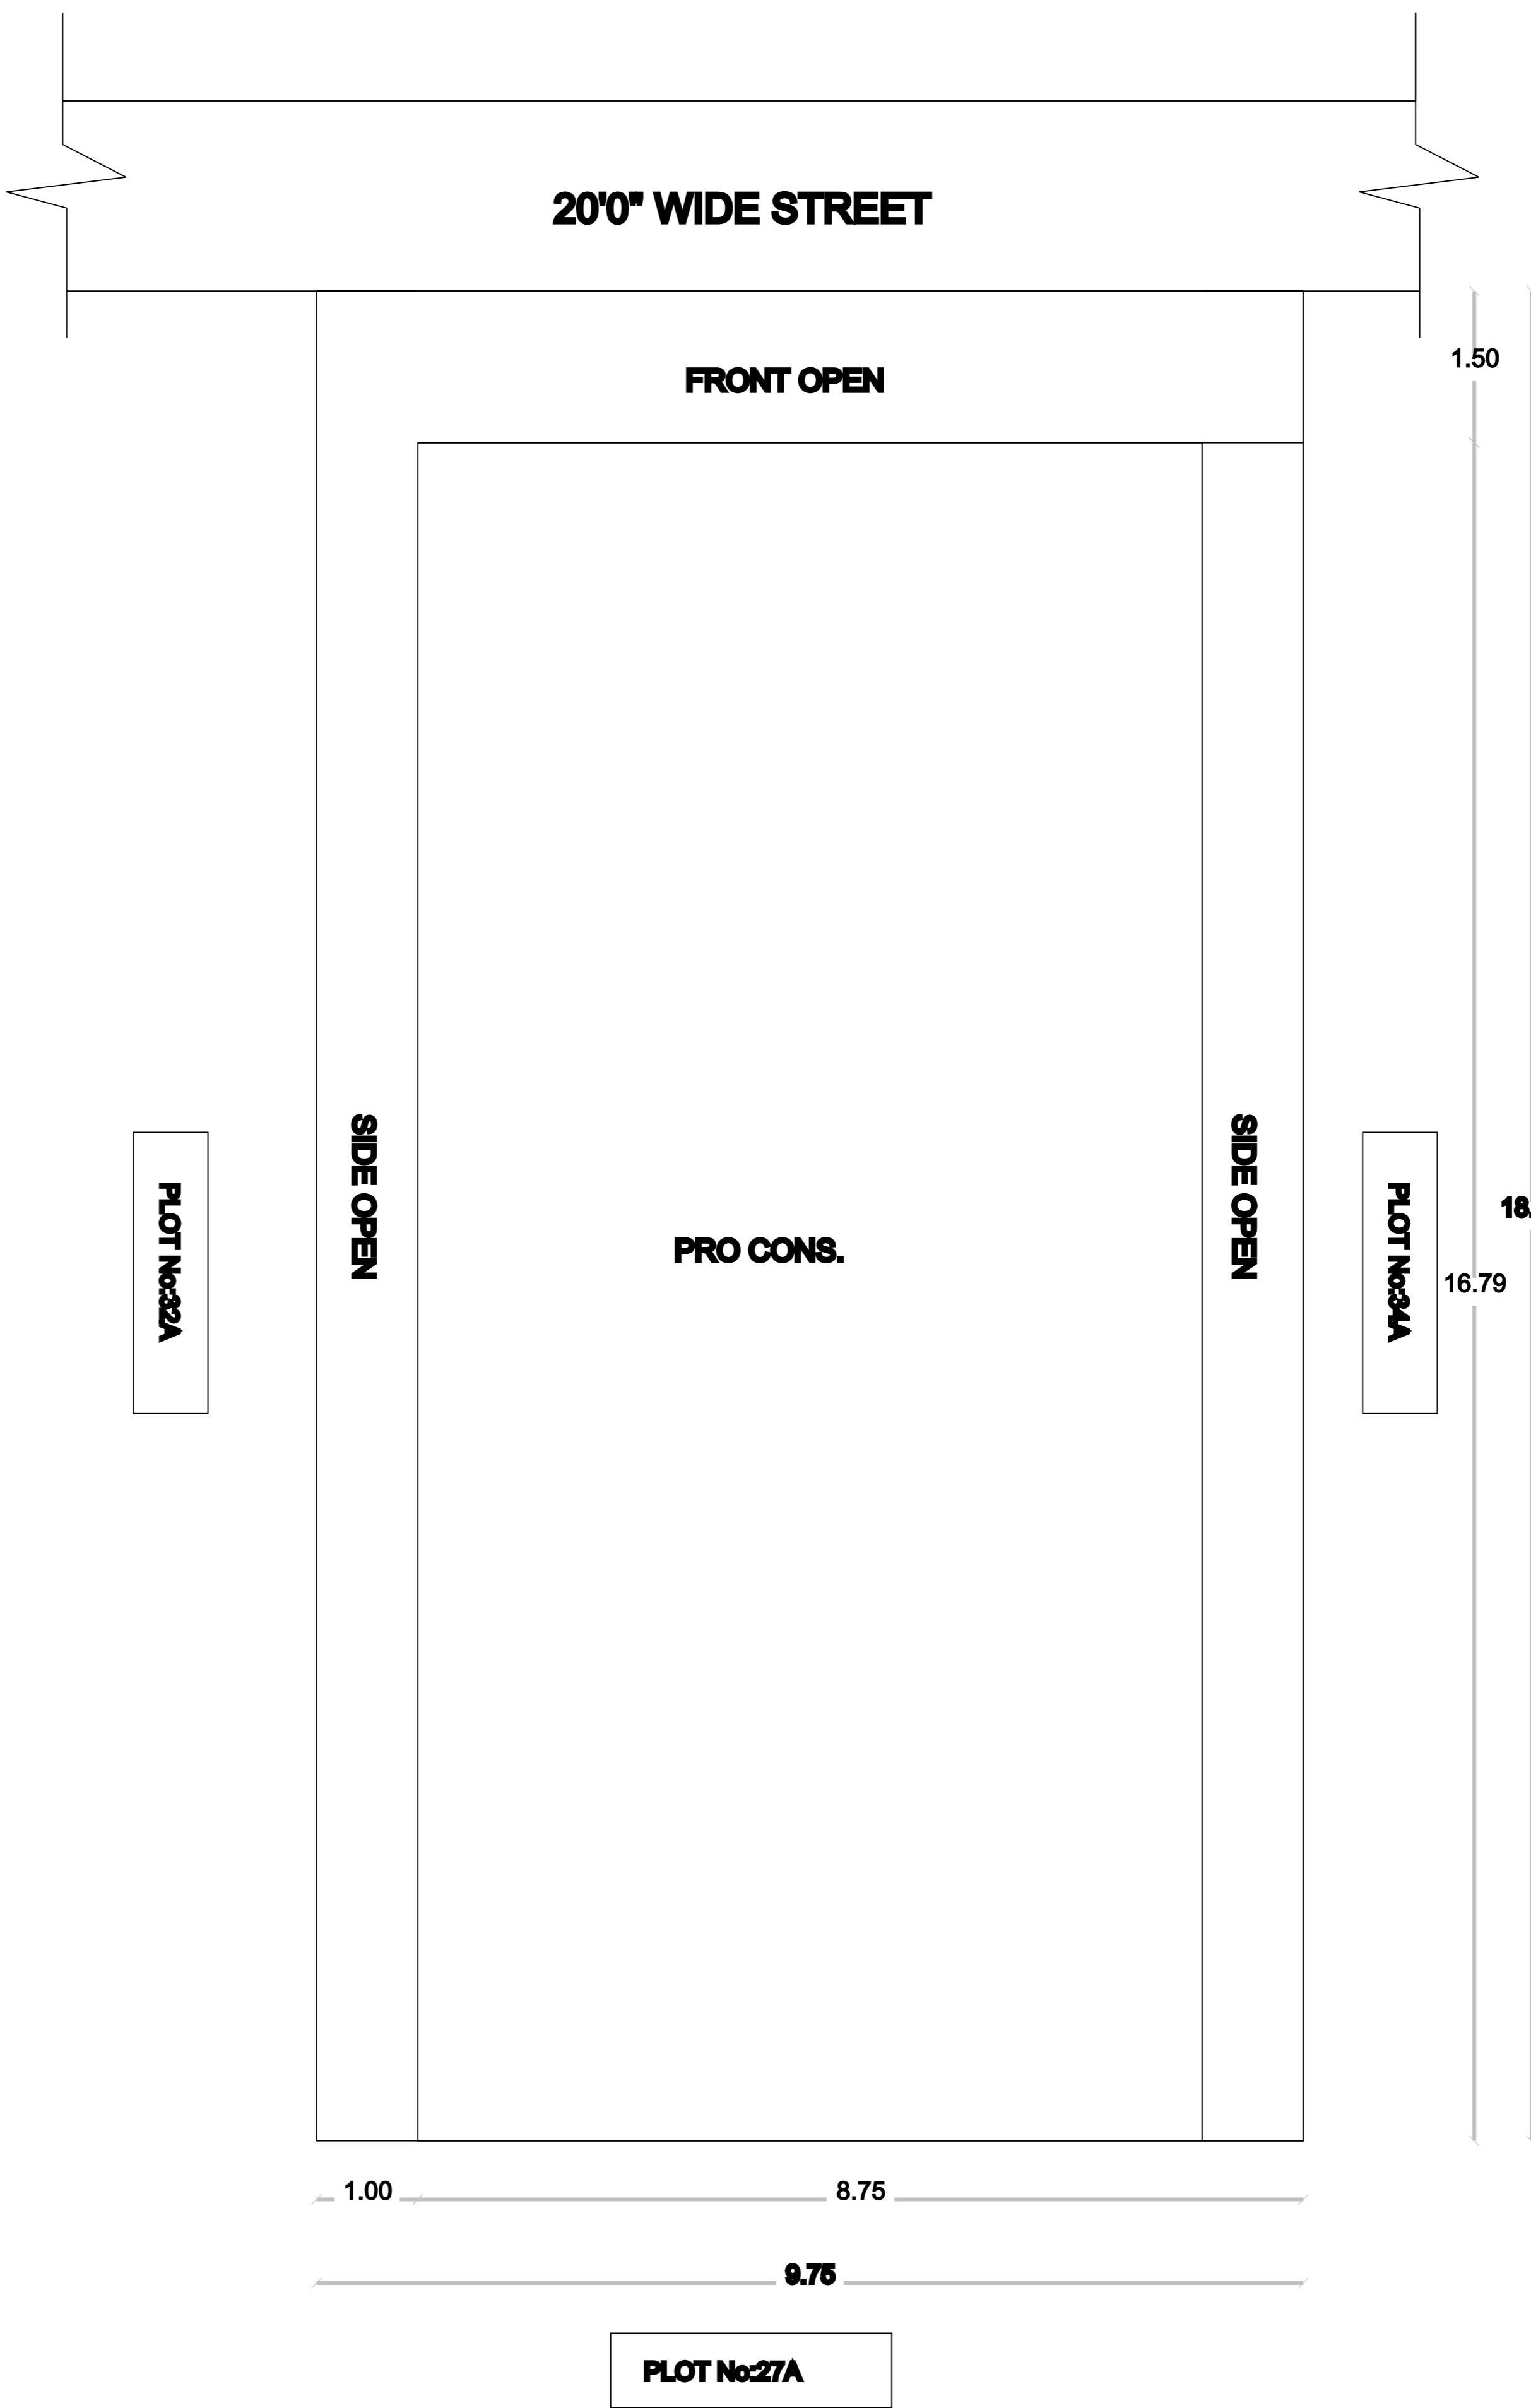 20'0" WIDE STREET
1.50
FRONT OPEN
SIDE OPEN
SIDE OPEN
PLOT No:32A
PLOT No:34A
18.
PRO CONS.
16.79
1.00
8.75
9.75
PLOT No:27A